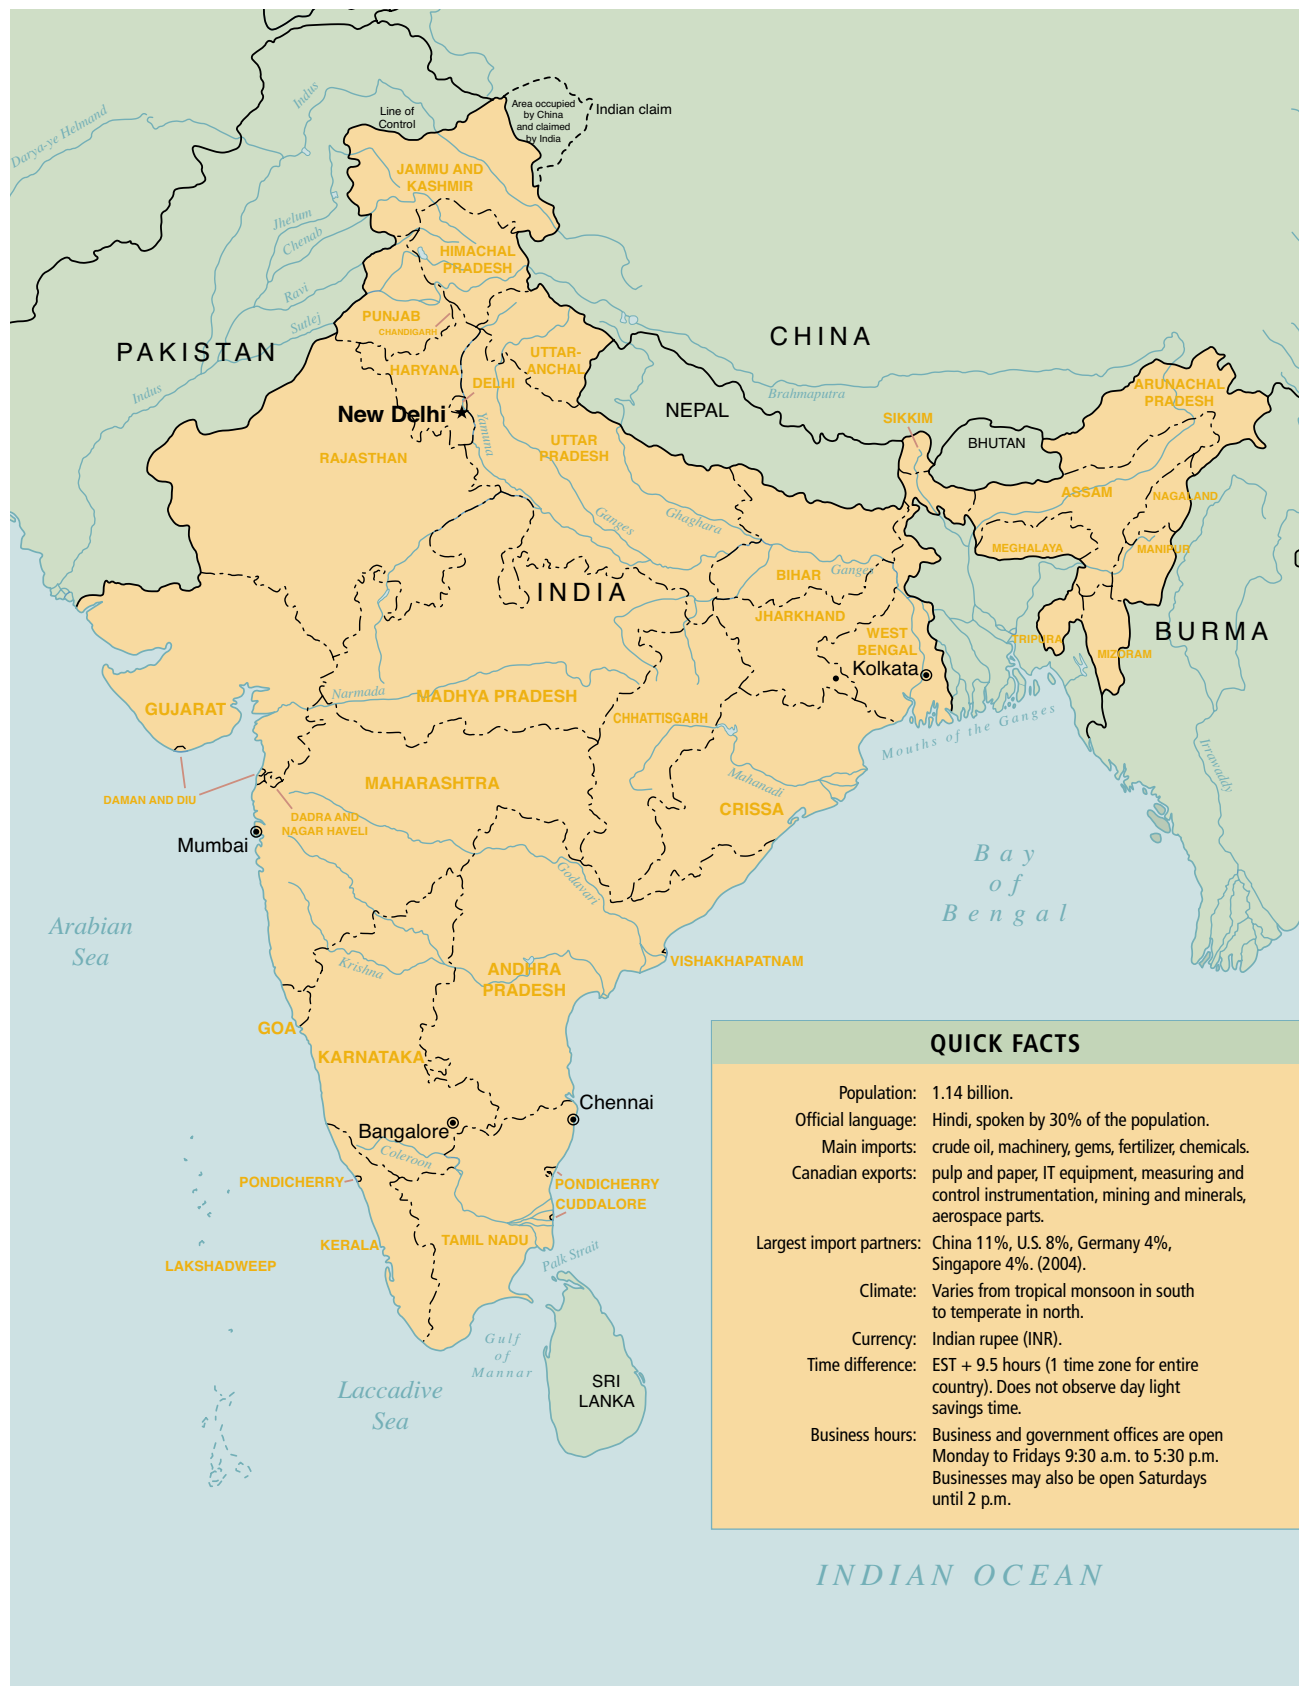 Indus
Darya-ye Helmand
Line of
Control
Area occupied
by China
and claimed
by India
Indian claim
JAMMU AND
KASHMIR
Jhelum
Chenab
HIMACHAL
PRADESH
Ravi
PUNJAB
CHANDIGARH
Sutlej
CHINA
PAKISTAN
UTTAR-
ANCHAL
HARYANA
DELHI
Indus
Brahmaputra
ARUNACHAL
PRADESH
NEPAL
New Delhi
SIKKIM
Yamuna
BHUTAN
UTTAR
PRADESH
RAJASTHAN
ASSAM
NAGALAND
Ganges
Ghaghara
MEGHALAYA
MANIPUR
BIHAR
Ganges
INDIA
JHARKHAND
WEST
BENGAL
TRIPURA
BURMA
MIZORAM
Kolkata
Narmada
MADHYA PRADESH
GUJARAT
CHHATTISGARH
Mouths of the Ganges
Irrawaddy
MAHARASHTRA
Mahanadi
DAMAN AND DIU
CRISSA
DADRA AND
NAGAR HAVELI
Mumbai
Bay
of
Bengal
Godavari
Arabian
Sea
Krishna
VISHAKHAPATNAM
ANDHRA
PRADESH
GOA
KARNATAKA
Chennai
Bangalore
Coleroon
PONDICHERRY
PONDICHERRY
CUDDALORE
KERALA
TAMIL NADU
Palk Strait
LAKSHADWEEP
Gulf
of
Mannar
Laccadive
Sea
SRI
LANKA
QUICK FACTS
Population: 1.14 billion.
Official language: Hindi, spoken by 30% of the population.
Main imports: crude oil, machinery, gems, fertilizer, chemicals.
Canadian exports: pulp and paper, IT equipment, measuring and
control instrumentation, mining and minerals,
aerospace parts.
Largest import partners: China 11%, U.S. 8%, Germany 4%,
Singapore 4%. (2004).
Climate: Varies from tropical monsoon in south
to temperate in north.
Currency: Indian rupee (INR).
Time difference: EST + 9.5 hours (1 time zone for entire
country). Does not observe day light
savings time.
Business hours: Business and government offices are open
Monday to Fridays 9:30 a.m. to 5:30 p.m.
Businesses may also be open Saturdays
until 2 p.m.
INDIAN OCEAN